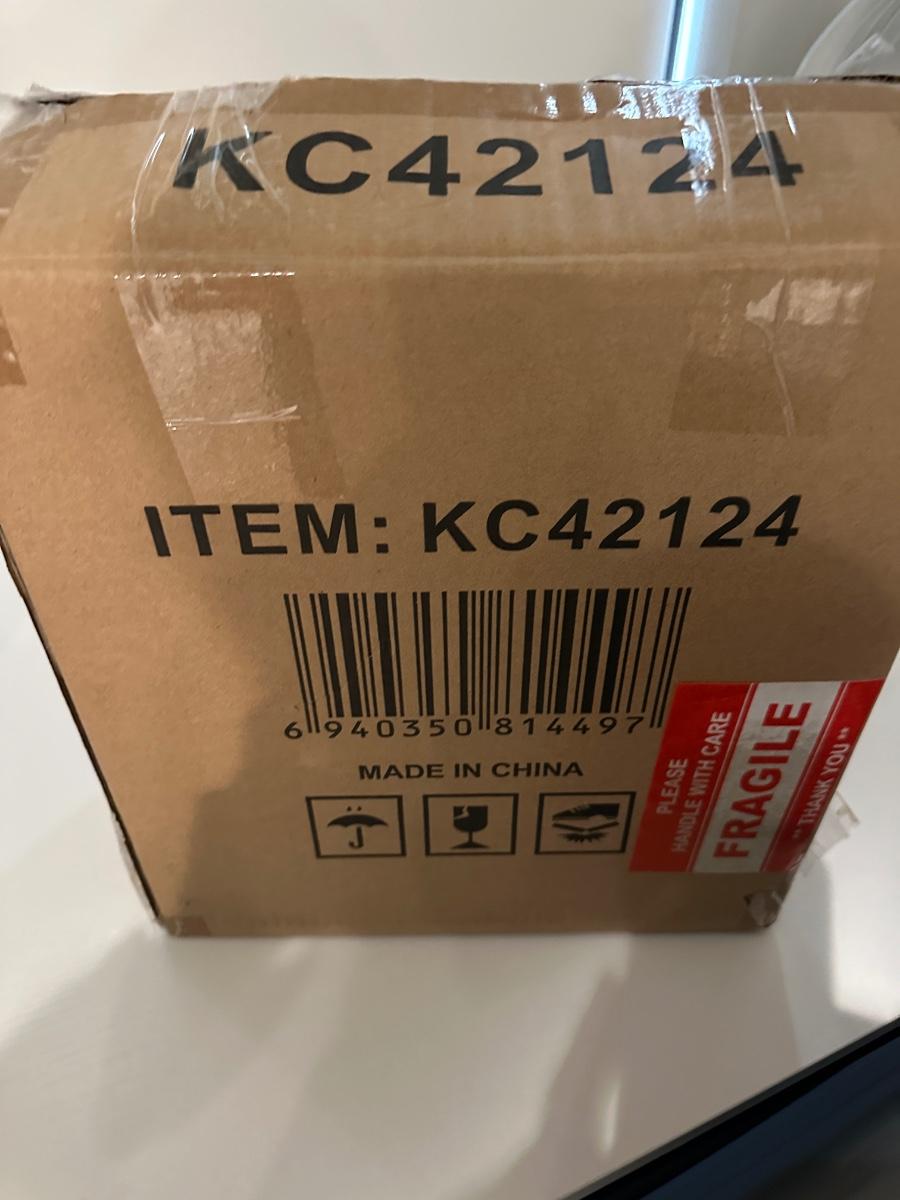 KC42124
ITEM: KC42124
6 940350 814497
MADE IN CHINA
PLEASE
HANDLE WITH CARE
FRAGILE
** THANK YOU **